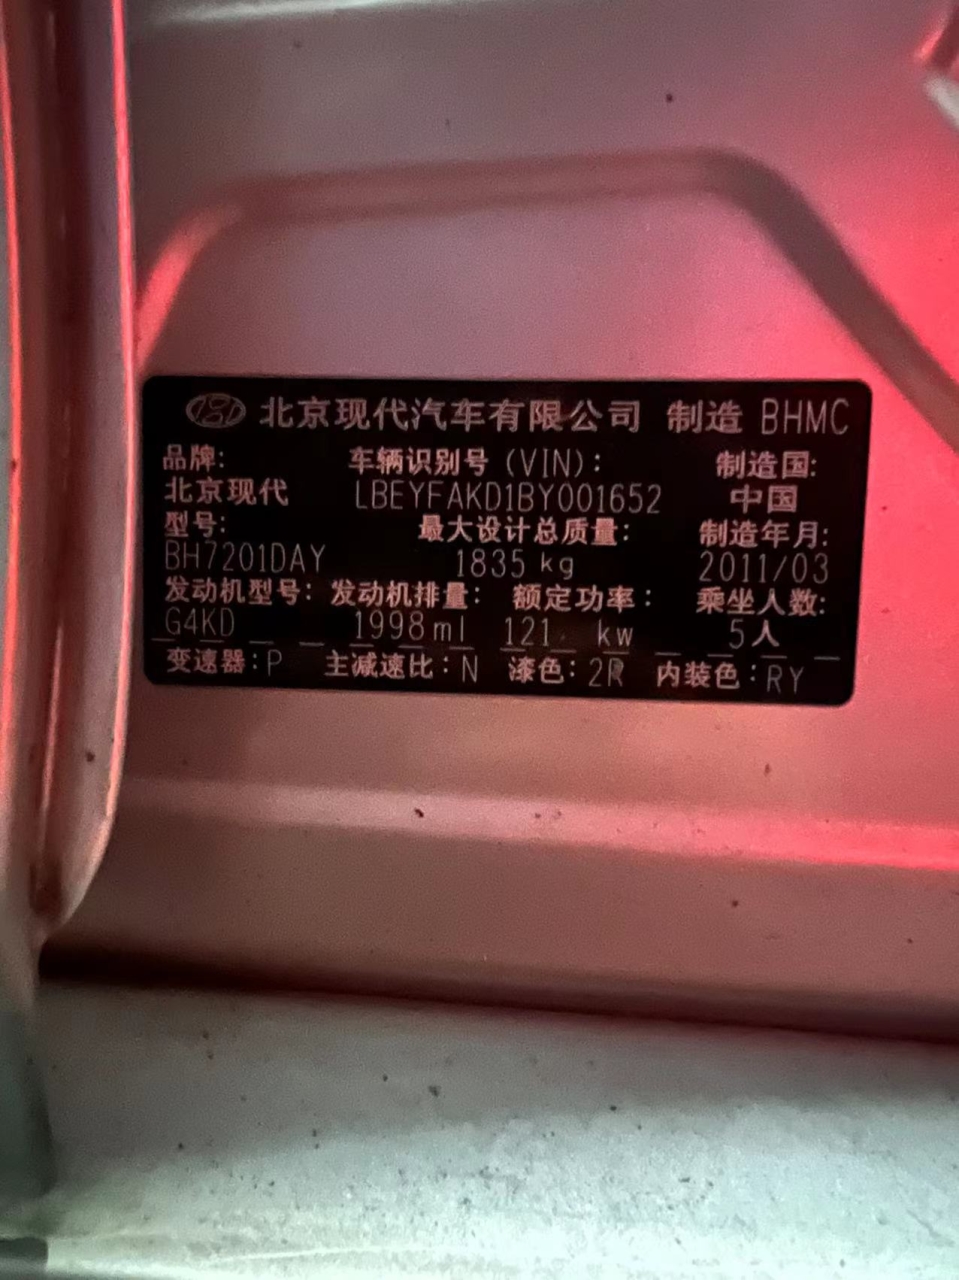 北京现代汽车有限公司 制造 BHMC
品牌: 车辆识别号 (VIN): 制造国:
北京现代 LBEYFAKD1BY001652 中国
型号: 最大设计总质量: 制造年月:
BH7201DAY 1835 kg 2011/03
发动机型号: 发动机排量: 额定功率: 乘坐人数:
G4KD 1998ml 121 kw 5人
变速器:P 主减速比:N 漆色:2R 内装色:RY